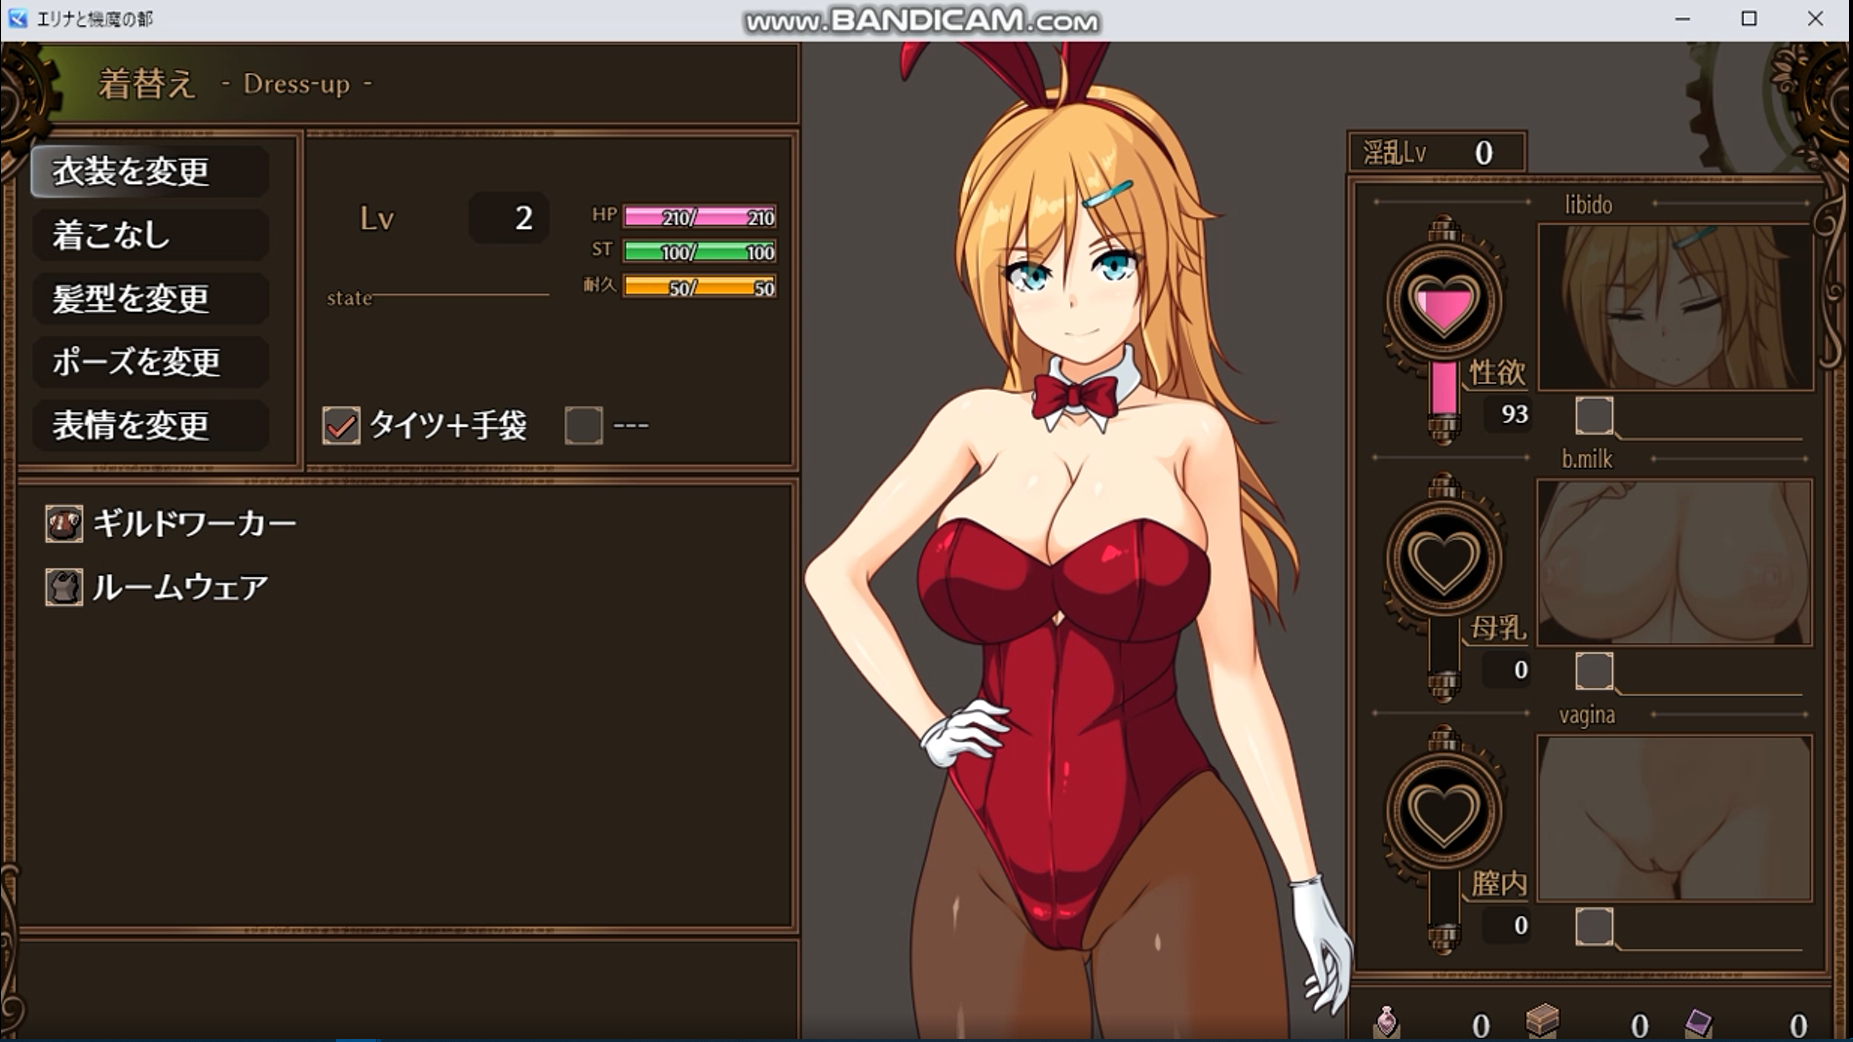 エリナと機魔の都
www.BANDICAM.com
着替え - Dress-up -
衣装を変更
着こなし
髪型を変更
ポーズを変更
表情を変更
Lv 2
HP 210/ 210
ST 100/ 100
耐久 50/ 50
state
タイツ+手袋 ---
ギルドワーカー
ルームウェア
淫乱Lv 0
libido
性欲
93
b.milk
母乳
0
vagina
膣内
0
0 0 0